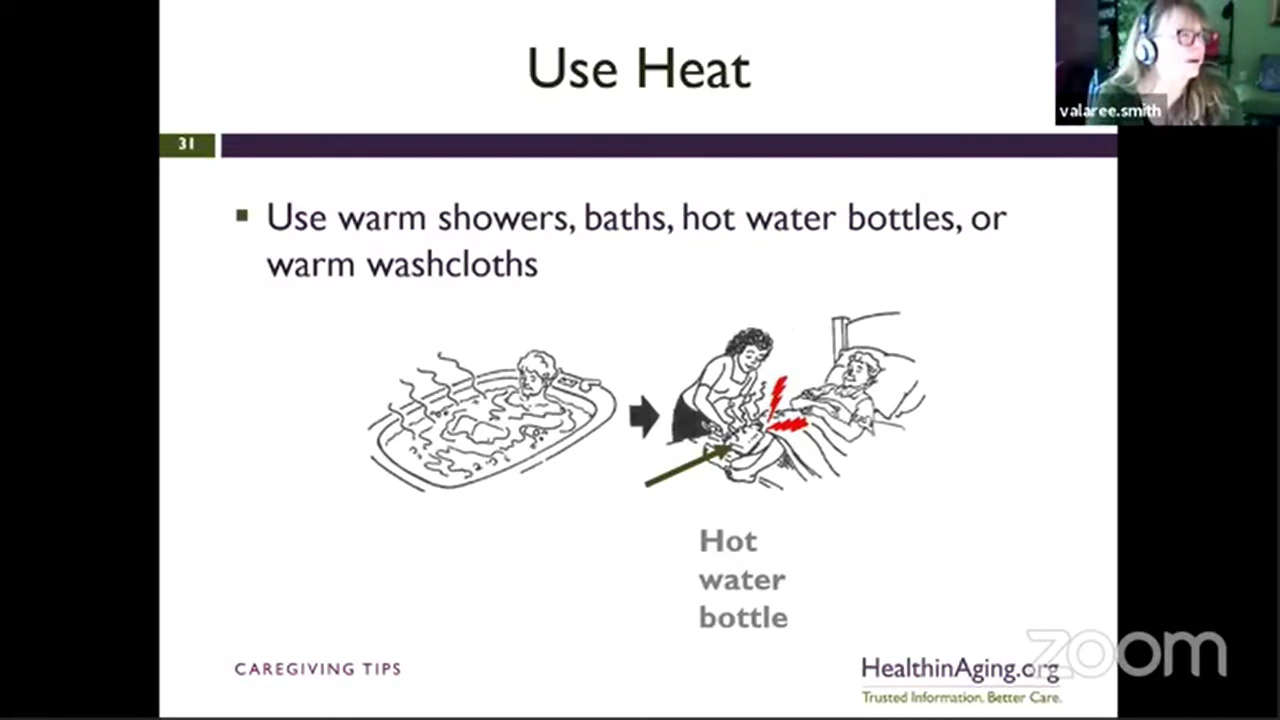 Use Heat
valaree.smith
31
▪ Use warm showers, baths, hot water bottles, or
warm washcloths
Hot
water
bottle
CAREGIVING TIPS
HealthinAging.org
Trusted Information. Better Care.
zoom